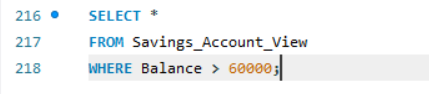 216 SELECT *
217 FROM Savings_Account_View
218 WHERE Balance > 60000;